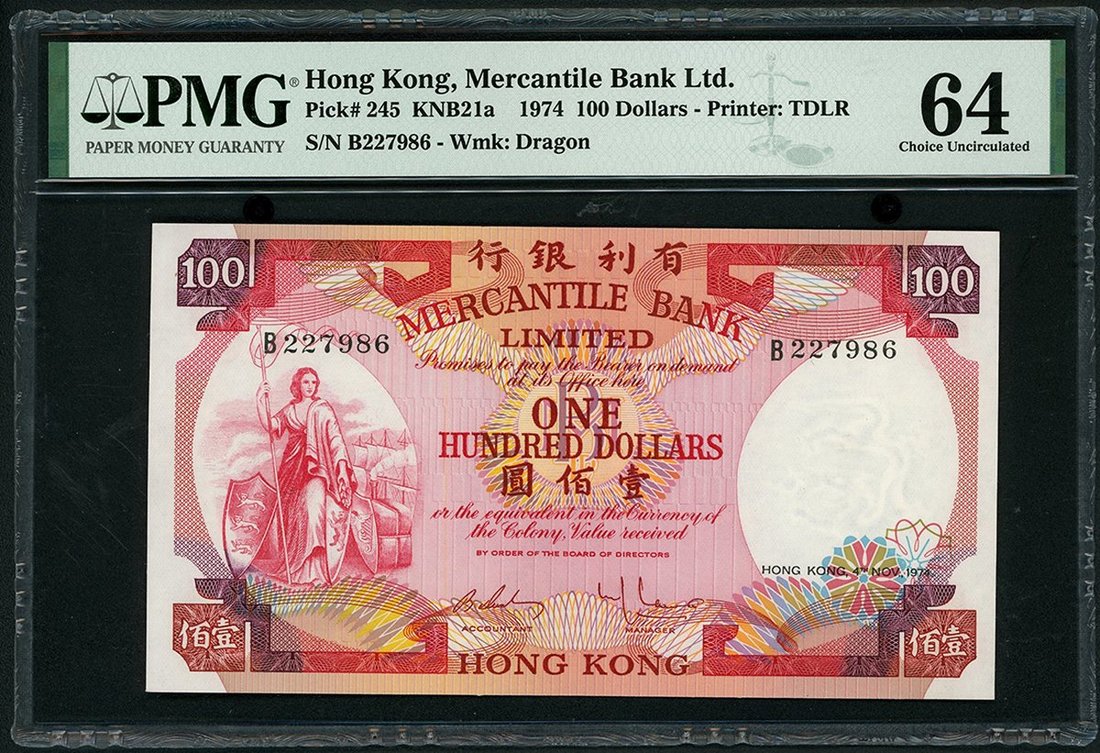 PMG®
PAPER MONEY GUARANTY
Hong Kong, Mercantile Bank Ltd.
Pick# 245 KNB21a 1974 100 Dollars - Printer: TDLR
S/N B227986 - Wmk: Dragon
64
Choice Uncirculated
100
行銀利有
100
MERCANTILE BANK
LIMITED
B227986
B227986
Promises to pay the Bearer on demand
at its Office here
ONE
HUNDRED DOLLARS
圓佰壹
or the equivalent in the Currency of
the Colony, Value received
BY ORDER OF THE BOARD OF DIRECTORS
HONG KONG, 4TH NOV. 1974.
ACCOUNTANT
MANAGER
佰壹
HONG KONG
佰壹